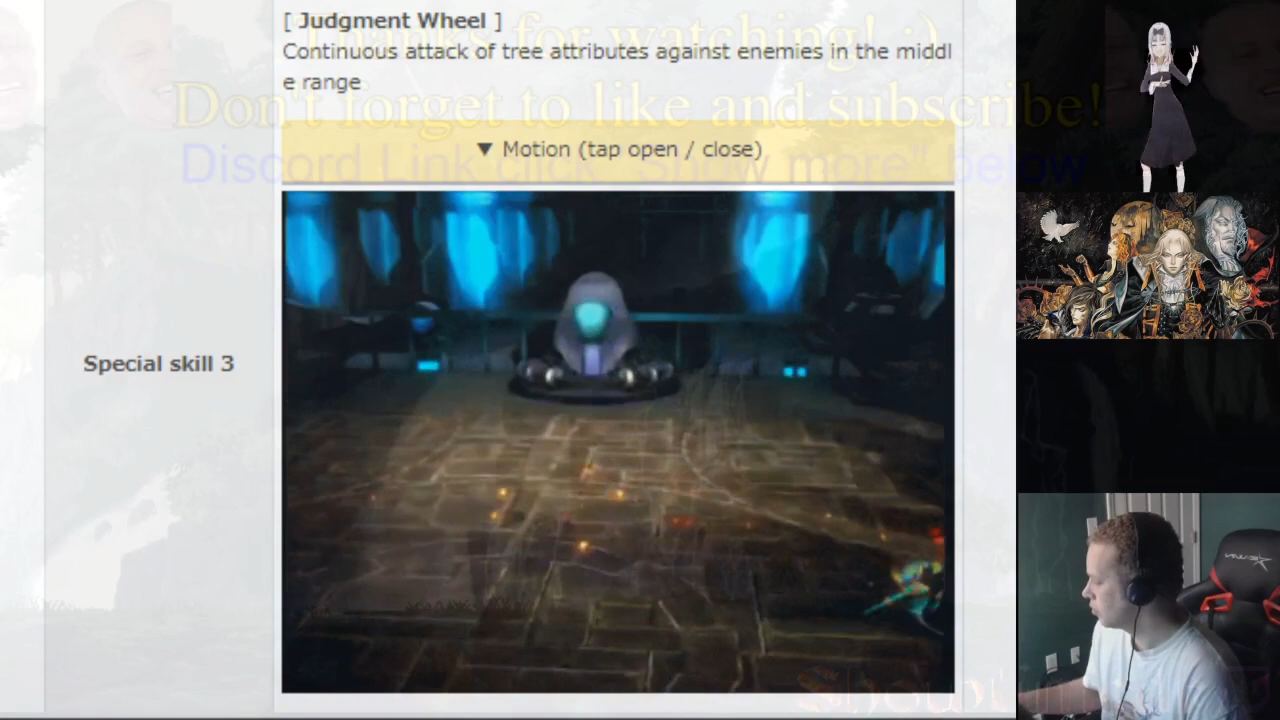 [ Judgment Wheel ]
Thanks for watching! :)
Continuous attack of tree attributes against enemies in the middl
e range
Don't forget to like and subscribe!
▼ Motion (tap open / close)
Discord Link click "Show more" below
Special skill 3